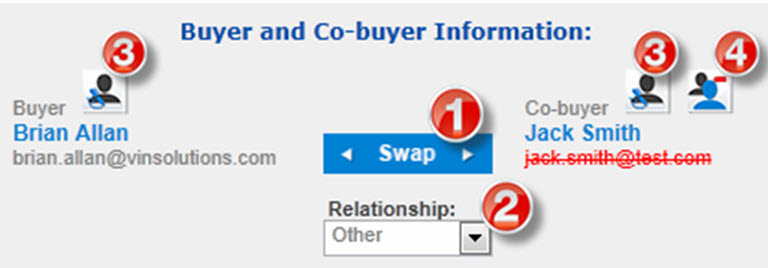 Buyer and Co-buyer Information:
3
3
4
Buyer
Brian Allan
brian.allan@vinsolutions.com
1
Swap
Co-buyer
Jack Smith
jack.smith@test.com
Relationship:
2
Other